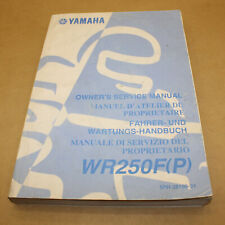 YAMAHA
OWNER'S SERVICE MANUAL
MANUEL D'ATELIER DU
PROPRIETAIRE
FAHRER- UND
WARTUNGS-HANDBUCH
MANUALE DI SERVIZIO DEL
PROPRIETARIO
WR250F(P)